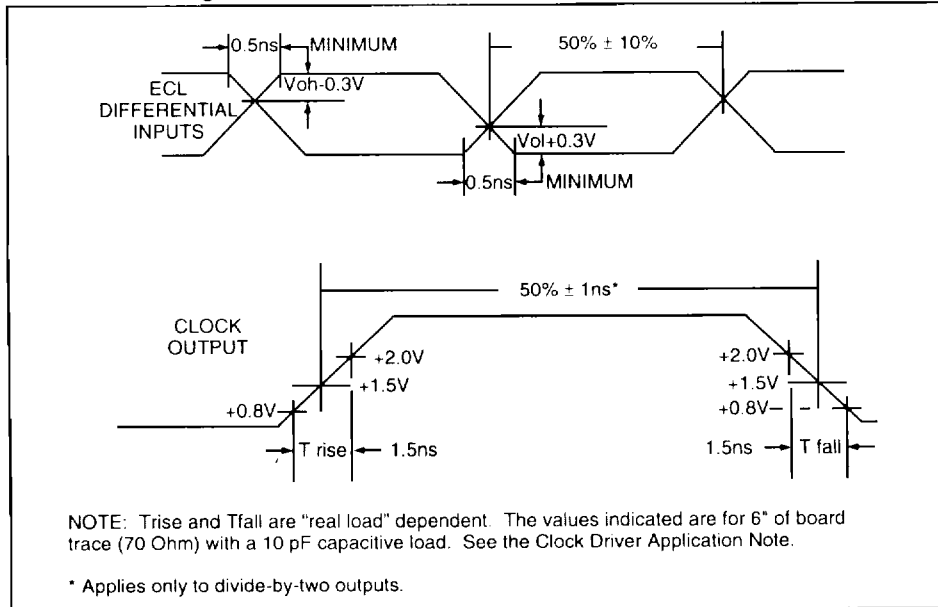 0.5ns
MINIMUM
50% ± 10%
Voh-0.3V
ECL
DIFFERENTIAL
INPUTS
Vol+0.3V
0.5ns
MINIMUM
50% ± 1ns*
CLOCK
OUTPUT
+2.0V
+2.0V
+1.5V
+1.5V
+0.8V
+0.8V
T rise
1.5ns
1.5ns
T fall
NOTE: Trise and Tfall are "real load" dependent. The values indicated are for 6" of board
trace (70 Ohm) with a 10 pF capacitive load. See the Clock Driver Application Note.
* Applies only to divide-by-two outputs.